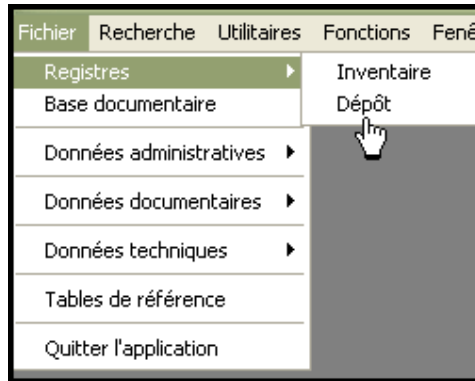 Fichier Recherche Utilitaires Fonctions
Registres
Inventaire
Base documentaire
Dépôt
Données administratives
Données documentaires
Données techniques
Tables de référence
Quitter l'application